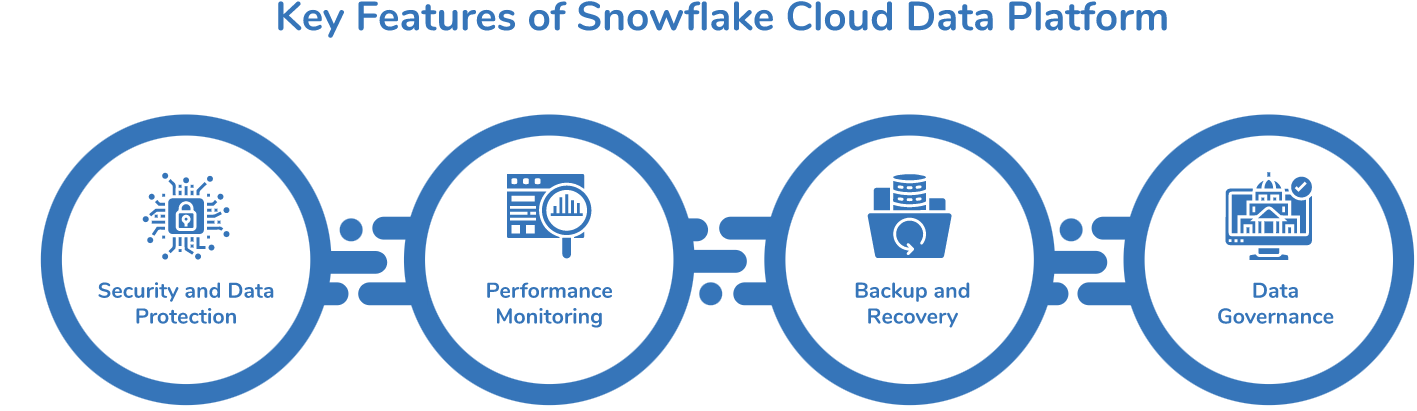 Key Features of Snowflake Cloud Data Platform
Security and Data
Protection
Performance
Monitoring
Backup and
Recovery
Data
Governance